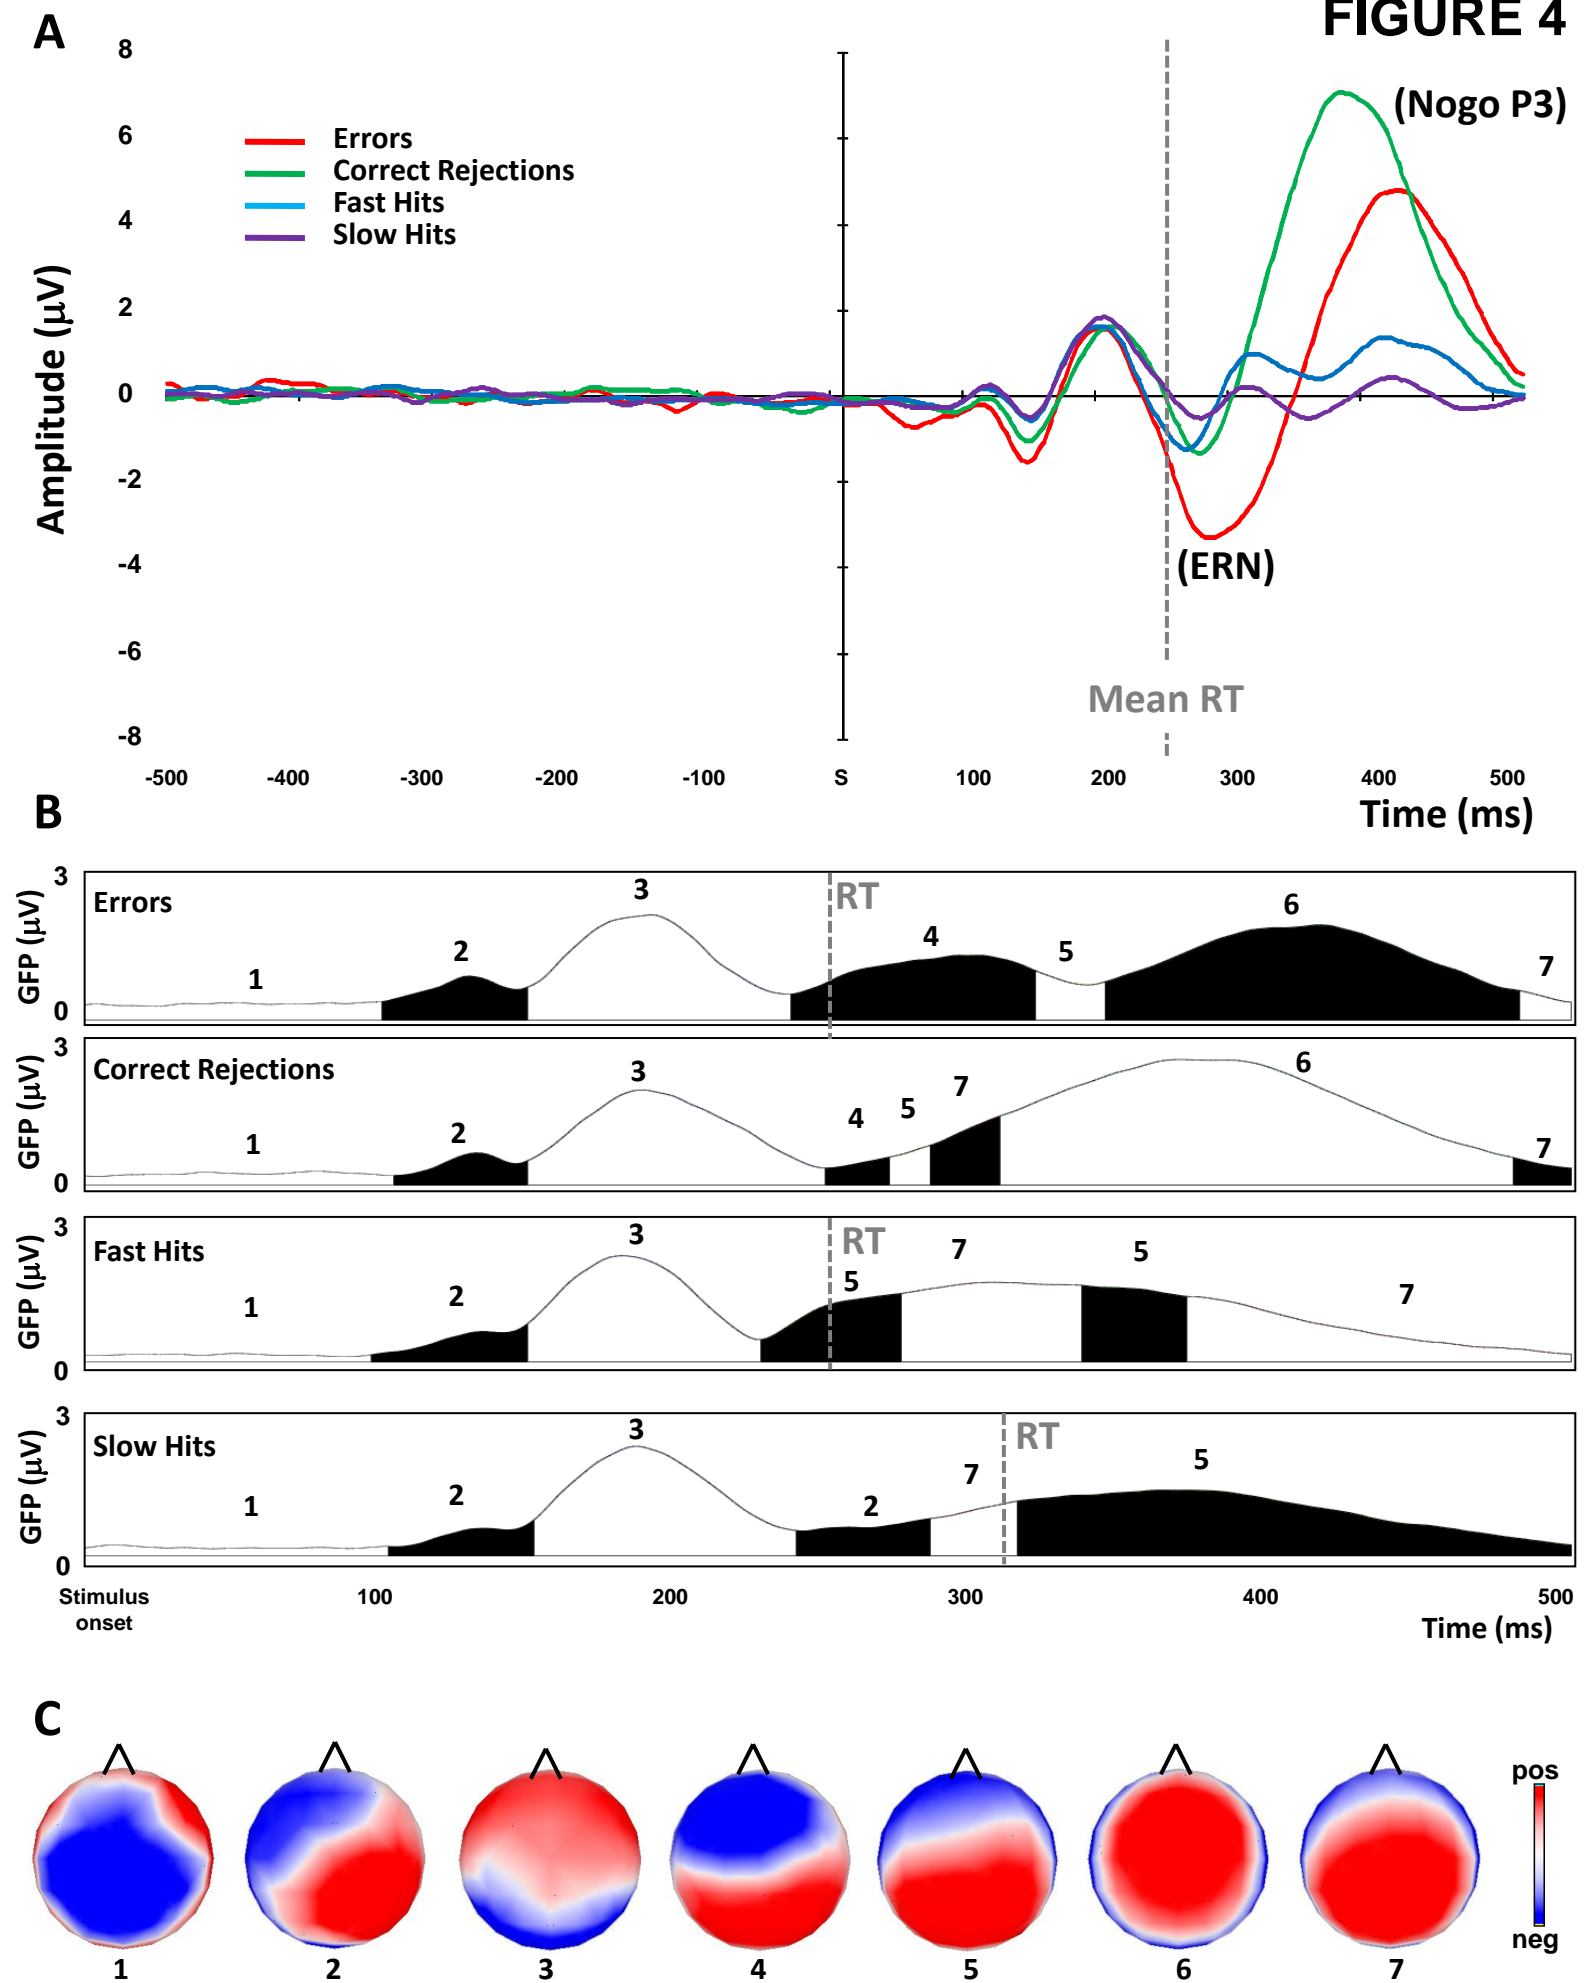 FIGURE 4
A
8
(Nogo P3)
6
Errors
Correct Rejections
4
Fast Hits
Slow Hits
2
Amplitude (µV)
0
-2
-4
(ERN)
-6
Mean RT
-8
-500 -400 -300 -200 -100 S 100 200 300 400 500
Time (ms)
B
3
GFP (µV)
0
Errors
1
2
3
RT
4
5
6
7
3
GFP (µV)
0
Correct Rejections
1
2
3
4
5
7
6
7
3
GFP (µV)
0
Fast Hits
1
2
3
RT
5
7
5
7
3
GFP (µV)
0
Slow Hits
1
2
3
2
7
RT
5
Stimulus onset 100 200 300 400 500
Time (ms)
C
pos
neg
1 2 3 4 5 6 7